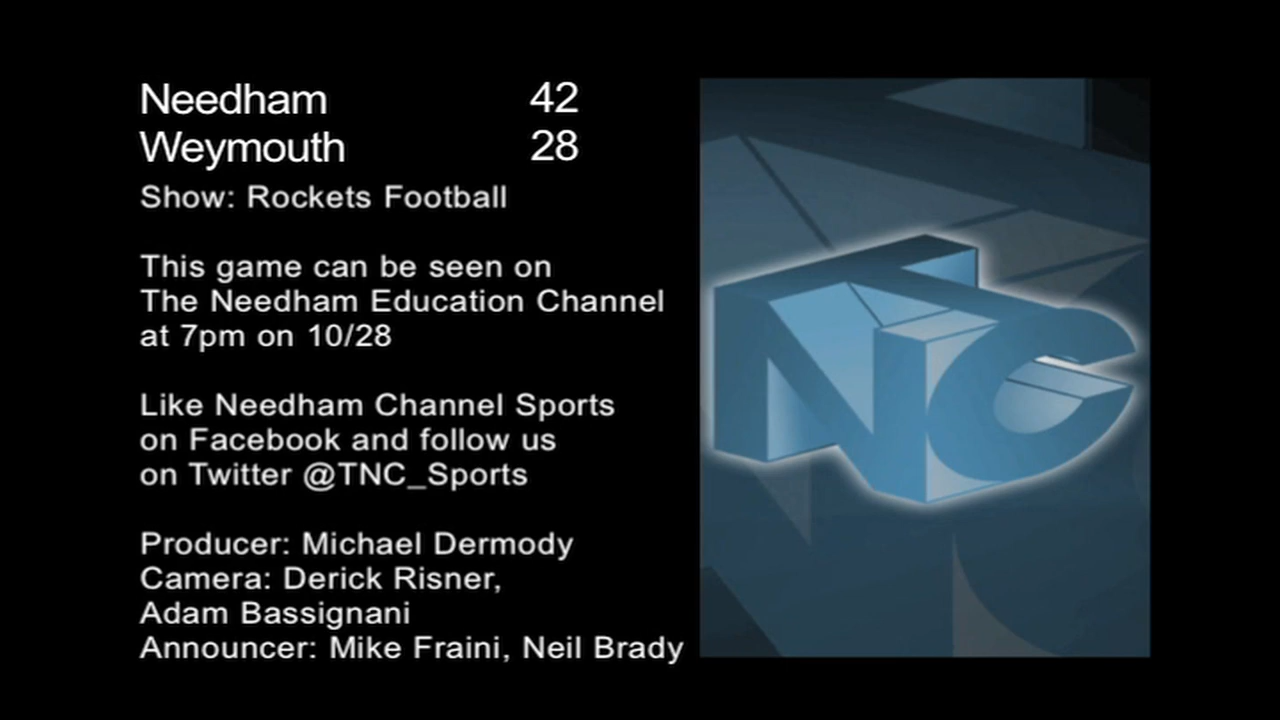 Needham 42
Weymouth 28
Show: Rockets Football
This game can be seen on
The Needham Education Channel
at 7pm on 10/28
Like Needham Channel Sports
on Facebook and follow us
on Twitter @TNC_Sports
Producer: Michael Dermody
Camera: Derick Risner,
Adam Bassignani
Announcer: Mike Fraini, Neil Brady
TNC